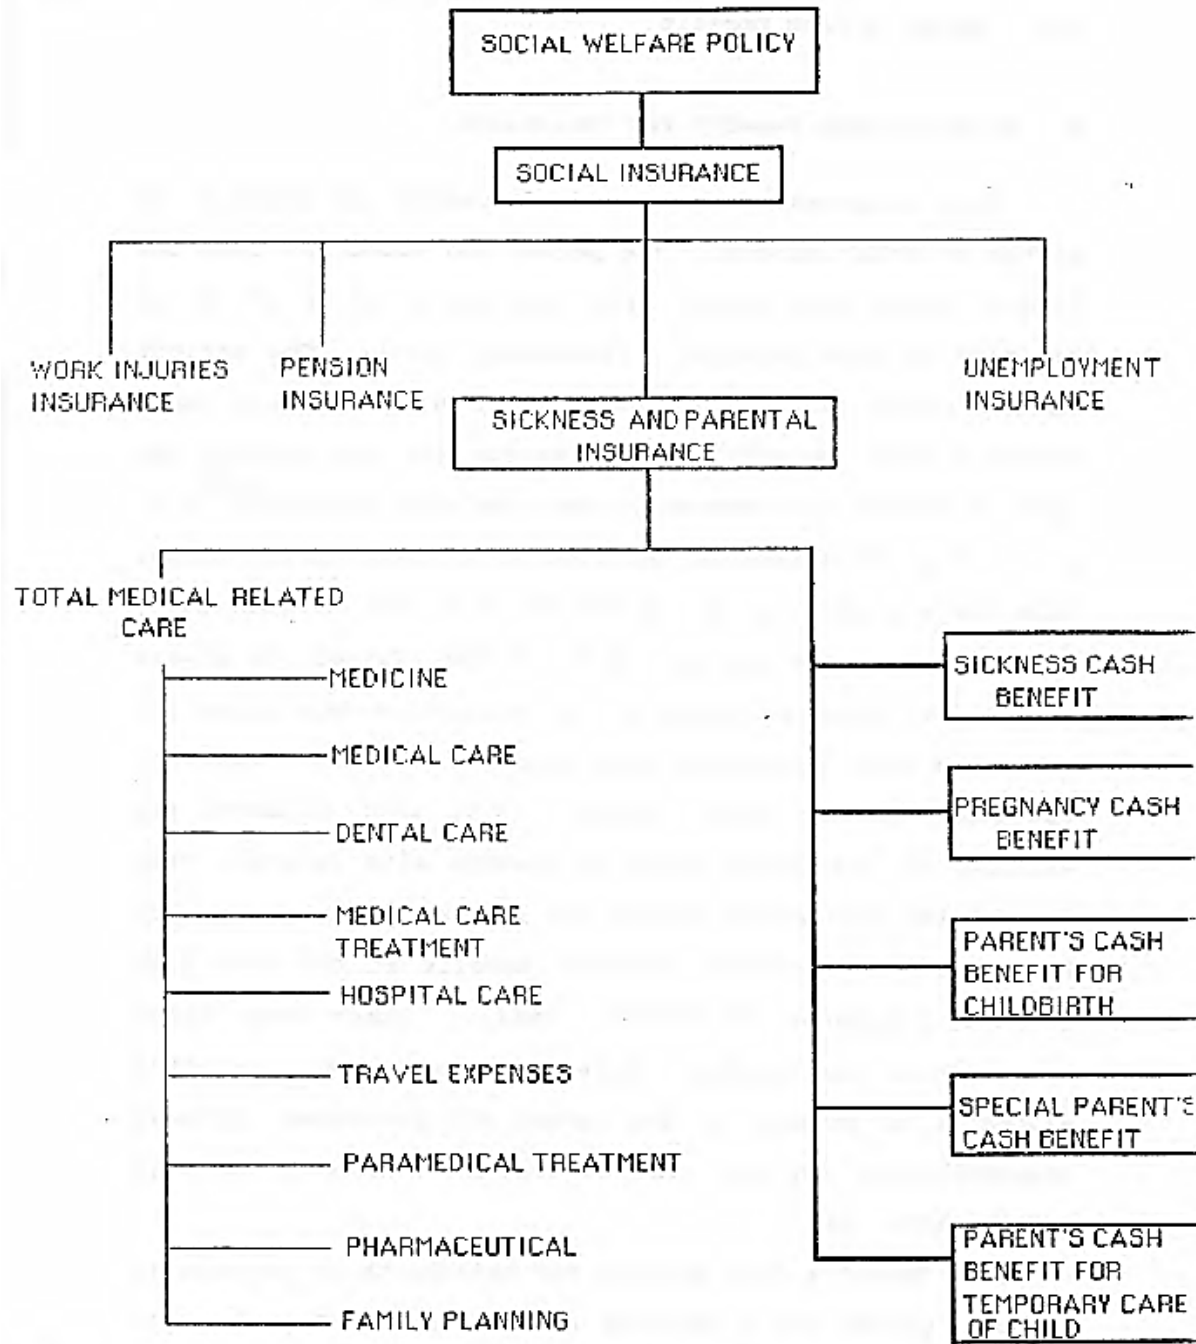 SOCIAL WELFARE POLICY
SOCIAL INSURANCE
WORK INJURIES
INSURANCE
PENSION
INSURANCE
SICKNESS AND PARENTAL
INSURANCE
UNEMPLOYMENT
INSURANCE
TOTAL MEDICAL RELATED
CARE
MEDICINE
MEDICAL CARE
DENTAL CARE
MEDICAL CARE
TREATMENT
HOSPITAL CARE
TRAVEL EXPENSES
PARAMEDICAL TREATMENT
PHARMACEUTICAL
FAMILY PLANNING
SICKNESS CASH
BENEFIT
PREGNANCY CASH
BENEFIT
PARENT'S CASH
BENEFIT FOR
CHILDBIRTH
SPECIAL PARENT'S
CASH BENEFIT
PARENT'S CASH
BENEFIT FOR
TEMPORARY CARE
OF CHILD